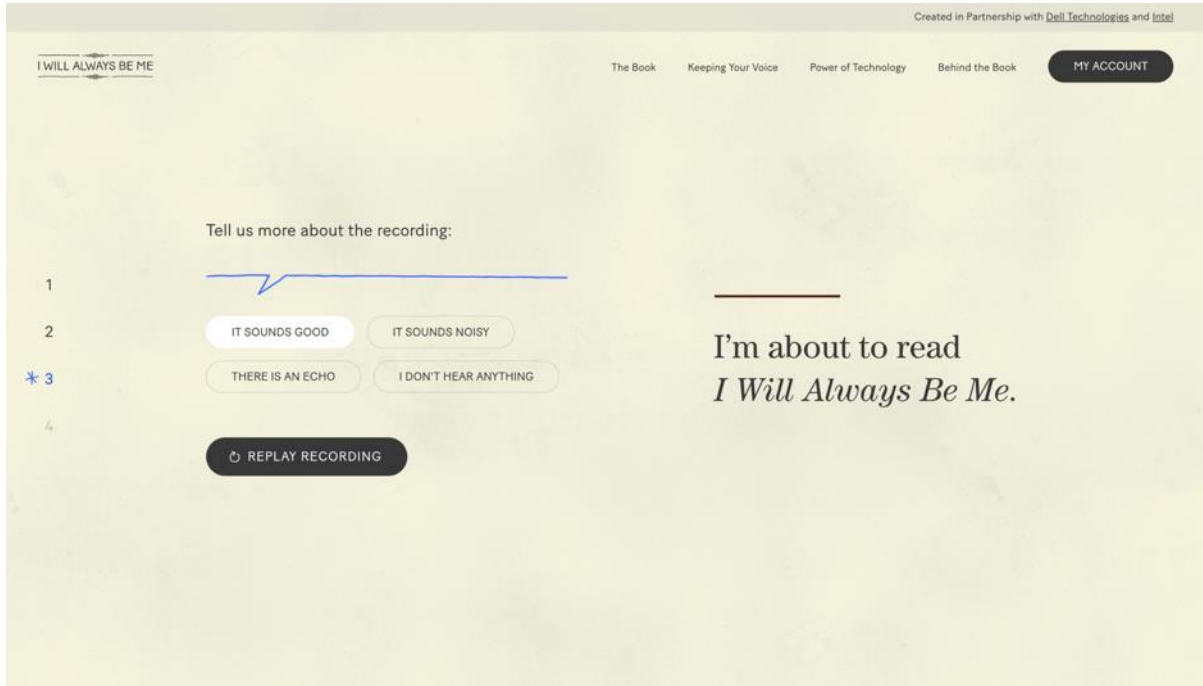 Created in Partnership with Dell Technologies and Intel
I WILL ALWAYS BE ME
The Book
Keeping Your Voice
Power of Technology
Behind the Book
MY ACCOUNT
Tell us more about the recording:
1
2
3
4
IT SOUNDS GOOD
IT SOUNDS NOISY
THERE IS AN ECHO
I DON'T HEAR ANYTHING
REPLAY RECORDING
I’m about to read
I Will Always Be Me.